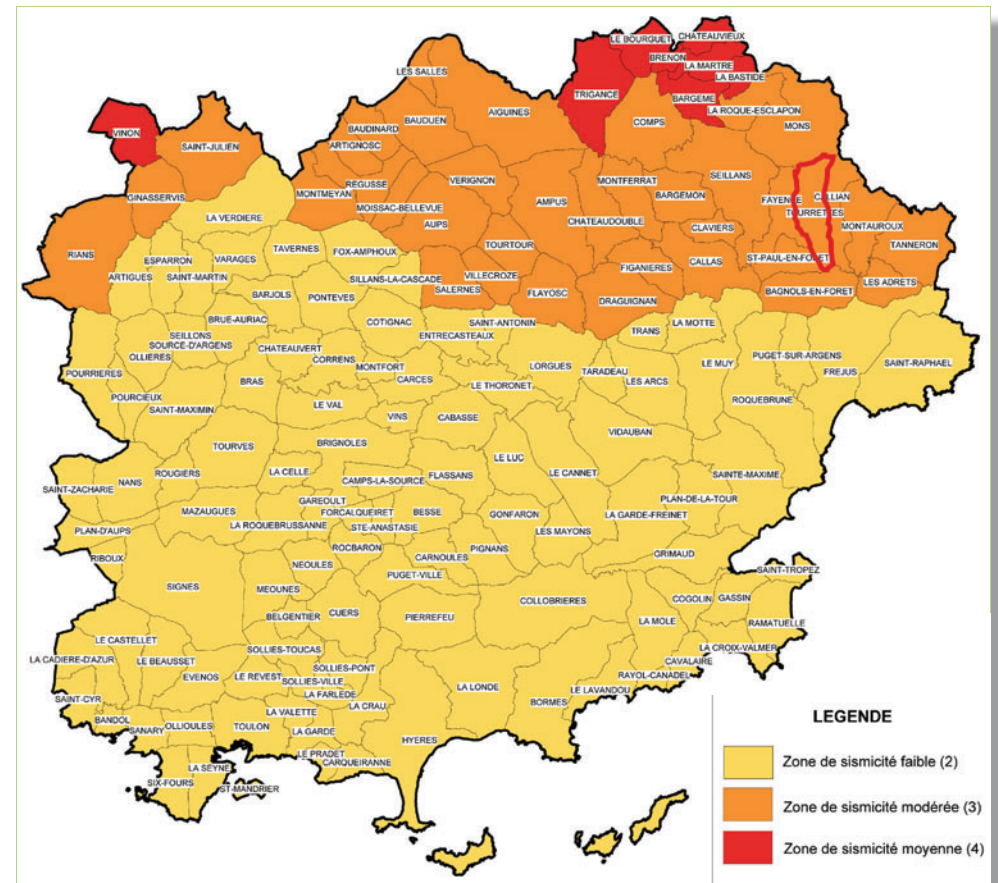 LE BOURGUET
CHATEAUVIEUX
BRENON
LA MARTRE
LA BASTIDE
LES SALLES
TRIGANCE
BARGEME
LA ROQUE-ESCLAPON
AIGUINES
BAUDUEN
COMPS
MONS
VINON
BAUDINARD
SAINT-JULIEN
ARTIGNOSC
SEILLANS
VERIGNON
MONTFERRAT
REGUSSE
MONTMEYAN
BARGEMON
GINASSERVIS
CALLIAN
FAYENCE
AMPUS
MOISSAC-BELLEVUE
TOURRETTES
LA VERDIERE
CHATEAUDOUBLE
AUPS
CLAVIERS
MONTAUROUX
TOURTOUR
TANNERON
TAVERNES
FOX-AMPHOUX
RIANS
ESPARRON
VARAGES
ST-PAUL-EN-FORET
CALLAS
FIGANIERES
ARTIGUES
SAINT-MARTIN
SILLANS-LA-CASCADE
VILLECROZE
LES ADRETS
SALERNES
FLAYOSC
BAGNOLS-EN-FORET
BARJOLS
PONTEVES
DRAGUIGNAN
BRUE-AURIAC
COTIGNAC
SAINT-ANTONIN
LA MOTTE
TRANS
SEILLONS
SOURCE-D'ARGENS
ENTRECASTEAUX
CHATEAUVERT
OLLIERES
CORRENS
MONTFORT
LORGUES
LE MUY
PUGET-SUR-ARGENS
SAINT-RAPHAEL
POURRIERES
TARADEAU
FREJUS
BRAS
CARCES
LE THORONET
LES ARCS
POURCIEUX
ROQUEBRUNE
SAINT-MAXIMIN
LE VAL
VINS
CABASSE
VIDAUBAN
TOURVES
BRIGNOLES
LE LUC
ROUGIERS
LA CELLE
LE CANNET
SAINTE-MAXIME
FLASSANS
NANS
CAMPS-LA-SOURCE
SAINT-ZACHARIE
GAREOULT
PLAN-DE-LA-TOUR
MAZAUGUES
FORCALQUEIRET
BESSE
GONFARON
LA GARDE-FREINET
LA ROQUEBRUSSANNE
STE-ANASTASIE
PLAN-D'AUPS
LES MAYONS
ROCBARON
PIGNANS
GRIMAUD
RIBOUX
CARNOULES
NEOULES
SAINT-TROPEZ
PUGET-VILLE
SIGNES
MEOUNES
COLLOBRIERES
COGOLIN
GASSIN
CUERS
BELGENTIER
PIERREFEU
LA MOLE
RAMATUELLE
LE CASTELLET
SOLLIES-TOUCAS
LA CROIX-VALMER
LA CADIERE-D'AZUR
LE BEAUSSET
CAVALAIRE
SOLLIES-PONT
EVENOS
LE REVEST
RAYOL-CANADEL
SOLLIES-VILLE
LA LONDE
LE LAVANDOU
LA FARLEDE
SAINT-CYR
BORMES
LA CRAU
LA VALETTE
BANDOL
OLLIOULES
TOULON
SANARY
LA GARDE
HYERES
LE PRADET
CARQUEIRANNE
LA SEYNE
SIX-FOURS
ST-MANDRIER
LEGENDE
Zone de sismicité faible (2)
Zone de sismicité modérée (3)
Zone de sismicité moyenne (4)